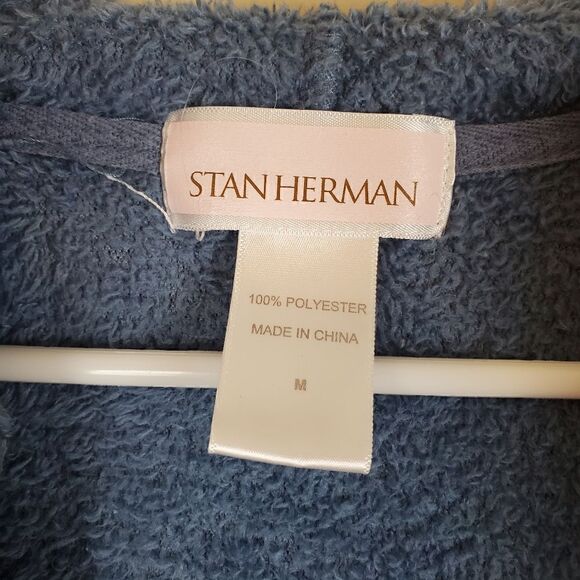 STAN HERMAN
100% POLYESTER
MADE IN CHINA
M